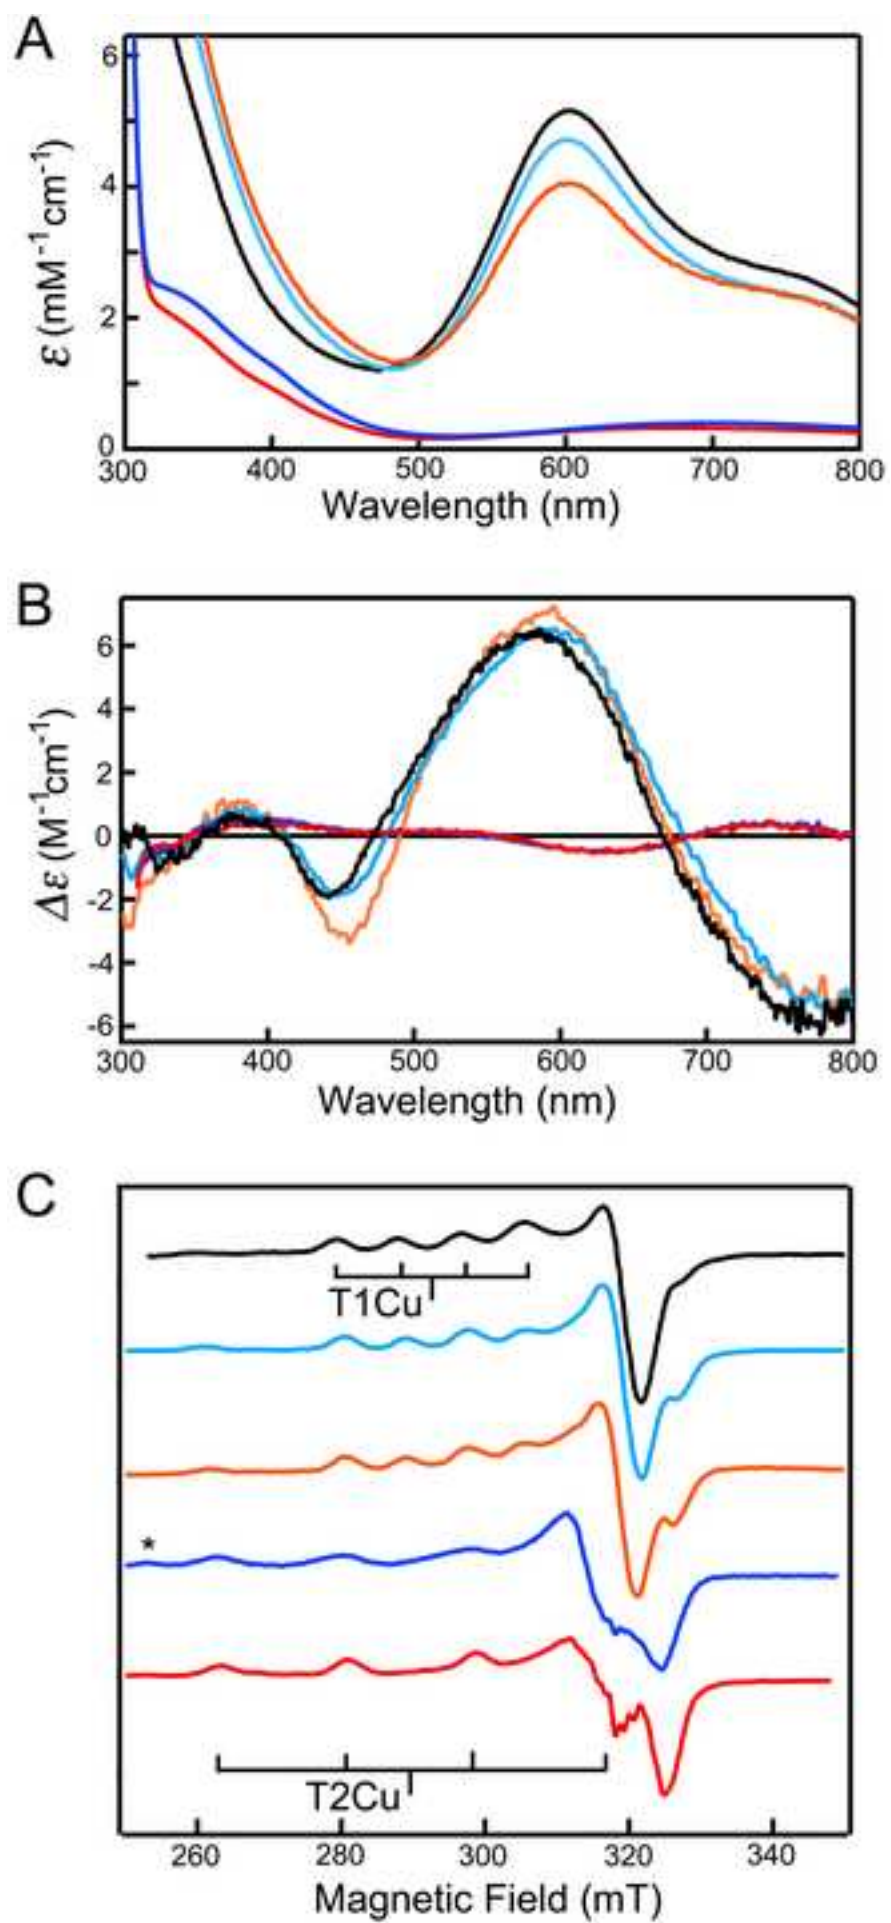 A
6
4
2
0
ε (mM⁻¹cm⁻¹)
300 400 500 600 700 800
Wavelength (nm)
B
6
4
2
0
-2
-4
-6
Δε (M⁻¹cm⁻¹)
300 400 500 600 700 800
Wavelength (nm)
C
T1Cu
*
T2Cu
260 280 300 320 340
Magnetic Field (mT)